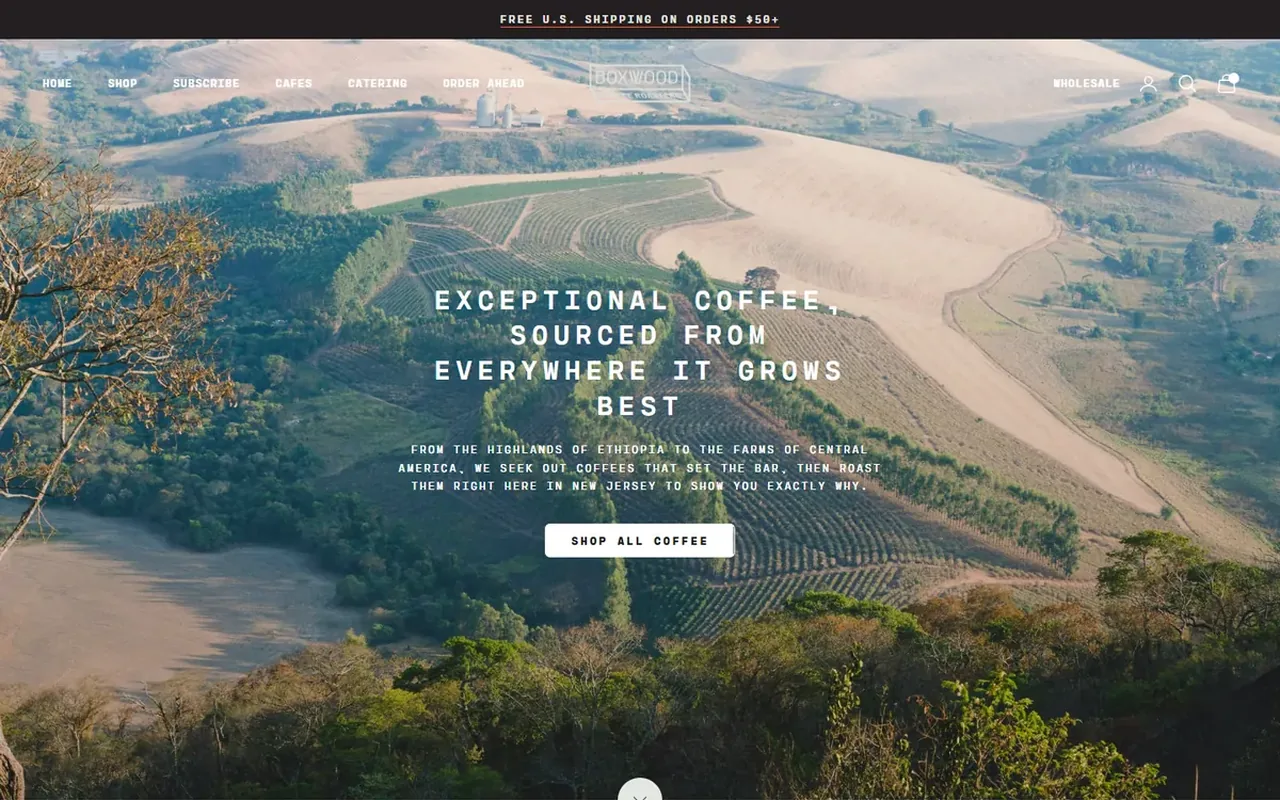 FREE U.S. SHIPPING ON ORDERS $50+
HOME SHOP SUBSCRIBE CAFES CATERING ORDER AHEAD
BOXWOOD
WHOLESALE
EXCEPTIONAL COFFEE,
SOURCED FROM
EVERYWHERE IT GROWS
BEST
FROM THE HIGHLANDS OF ETHIOPIA TO THE FARMS OF CENTRAL
AMERICA, WE SEEK OUT COFFEES THAT SET THE BAR, THEN ROAST
THEM RIGHT HERE IN NEW JERSEY TO SHOW YOU EXACTLY WHY.
SHOP ALL COFFEE